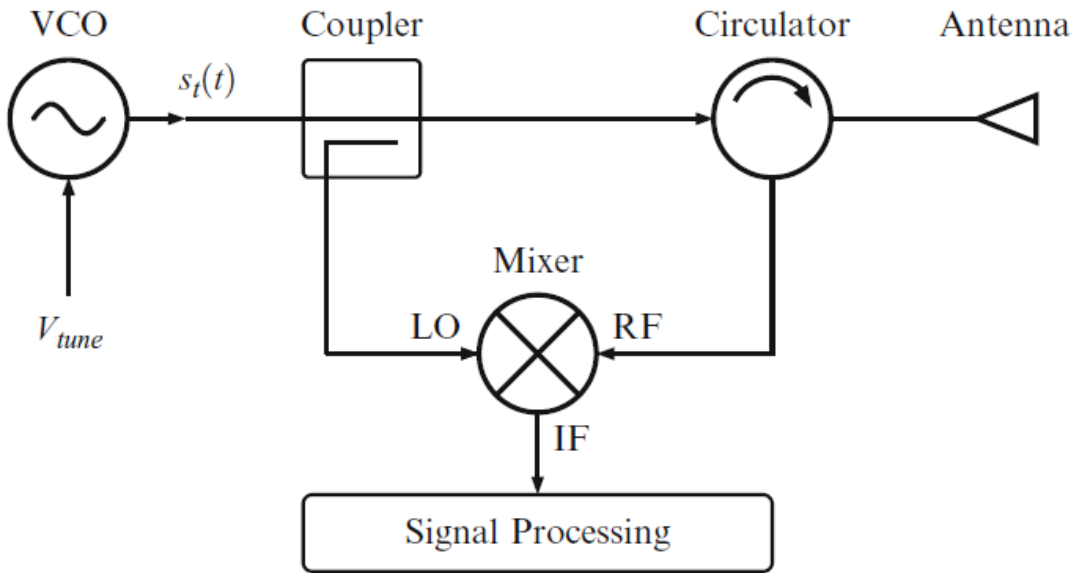 VCO
Coupler
Circulator
Antenna
s_t(t)
Mixer
V_tune
LO
RF
IF
Signal Processing